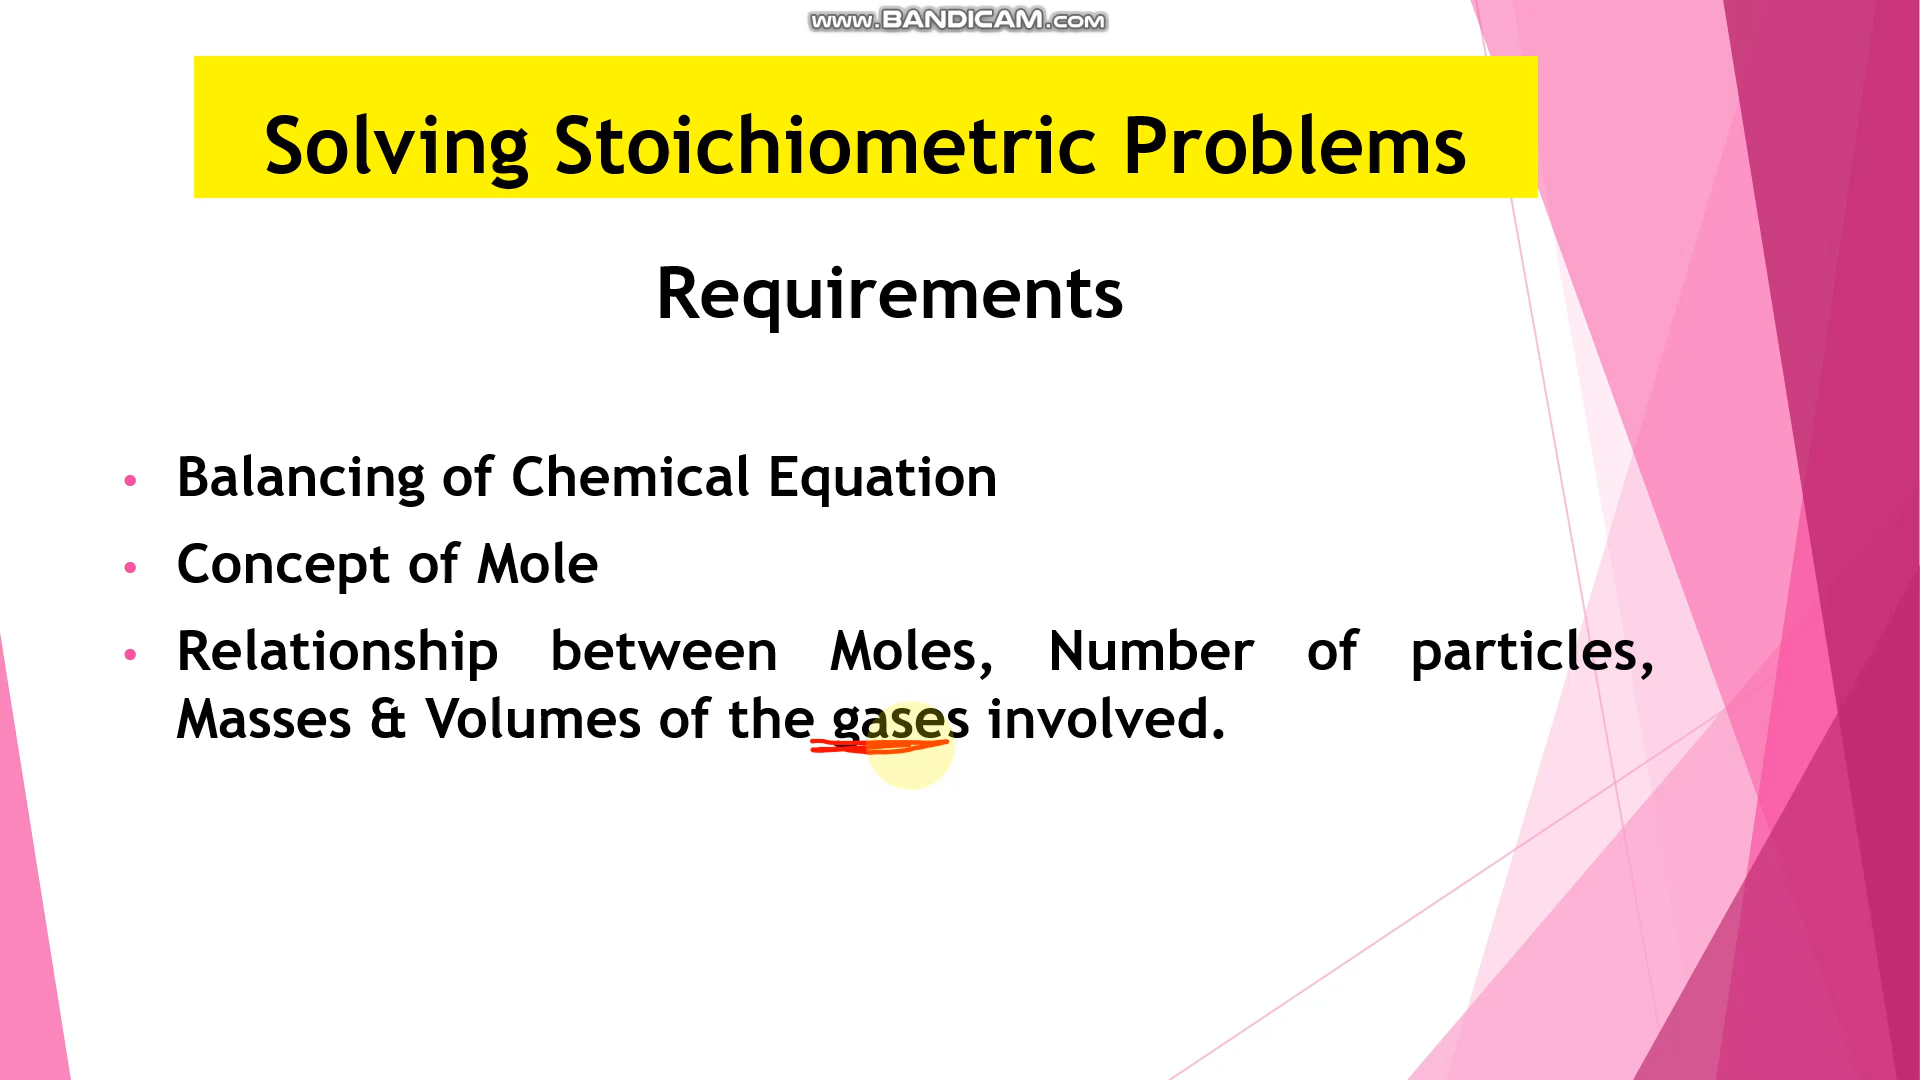 www.BANDICAM.com
Solving Stoichiometric Problems
Requirements
• Balancing of Chemical Equation
• Concept of Mole
• Relationship between Moles, Number of particles,
Masses & Volumes of the gases involved.